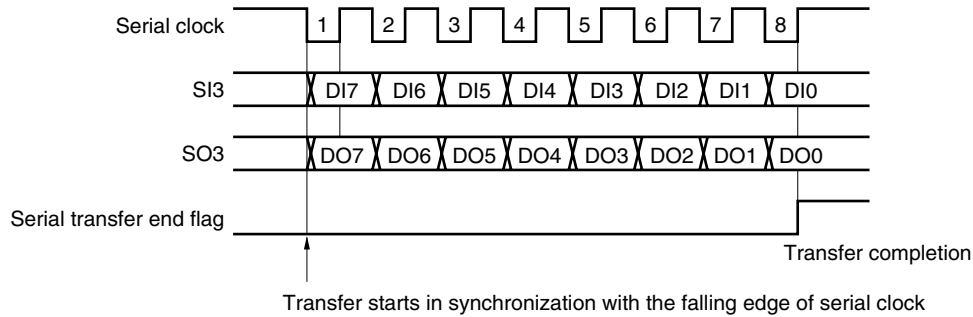 Serial clock 1 2 3 4 5 6 7 8
SI3 DI7 DI6 DI5 DI4 DI3 DI2 DI1 DI0
SO3 DO7 DO6 DO5 DO4 DO3 DO2 DO1 DO0
Serial transfer end flag
Transfer completion
Transfer starts in synchronization with the falling edge of serial clock